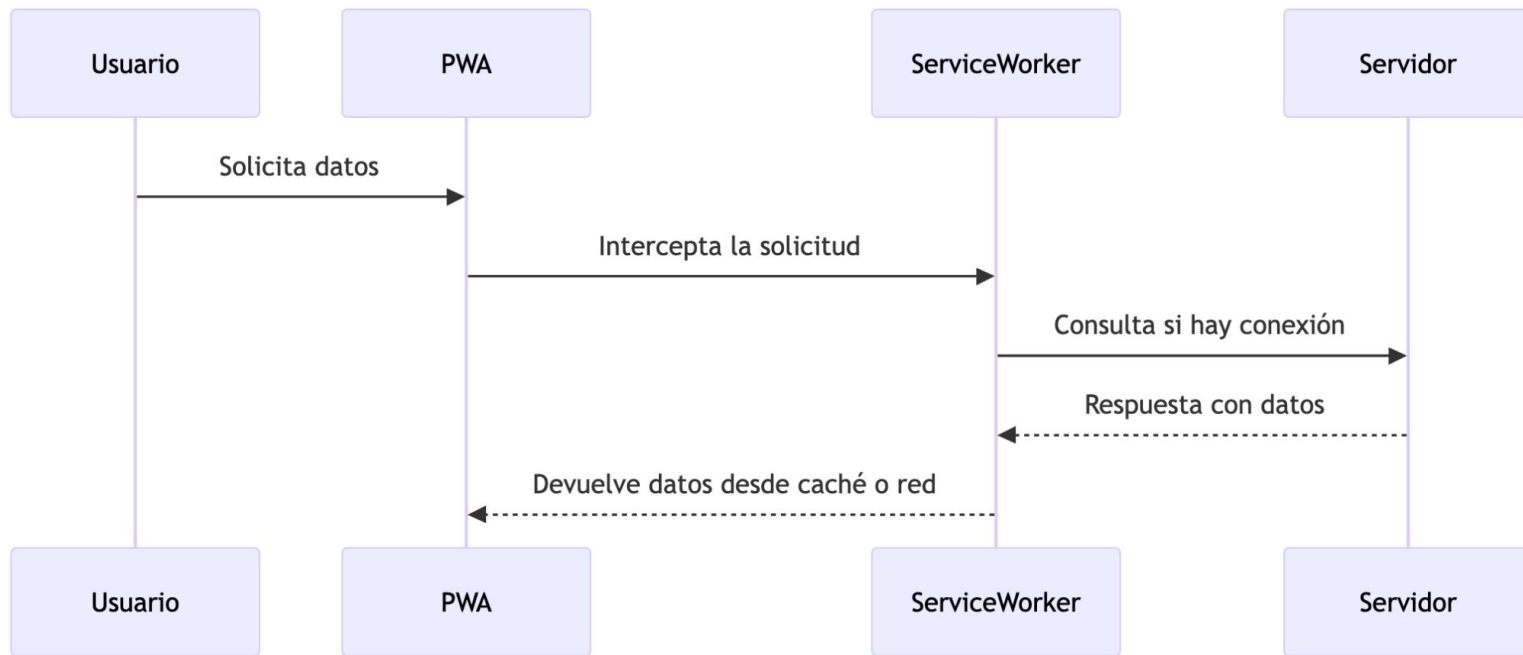 Usuario
PWA
ServiceWorker
Servidor
Solicita datos
Intercepta la solicitud
Consulta si hay conexión
Respuesta con datos
Devuelve datos desde caché o red
Usuario
PWA
ServiceWorker
Servidor